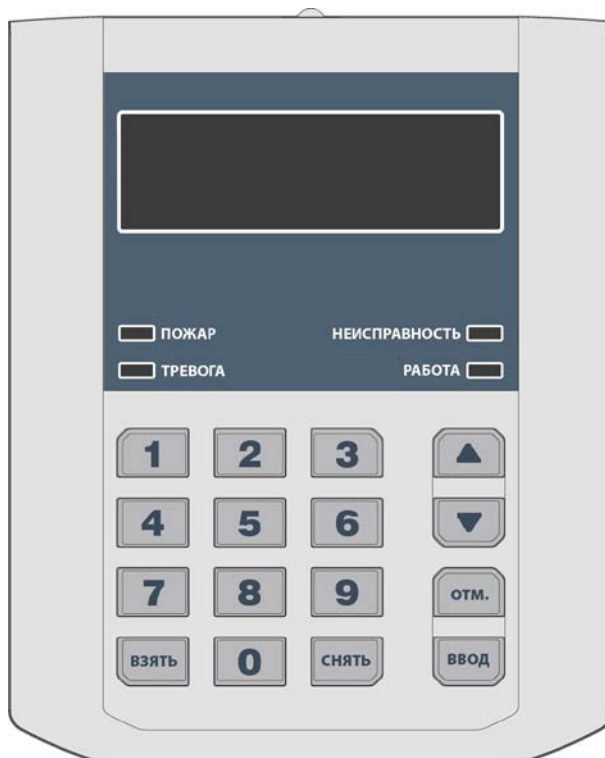 ПОЖАР НЕИСПРАВНОСТЬ
ТРЕВОГА РАБОТА
1 2 3
4 5 6
7 8 9 ОТМ.
ВЗЯТЬ 0 СНЯТЬ ВВОД